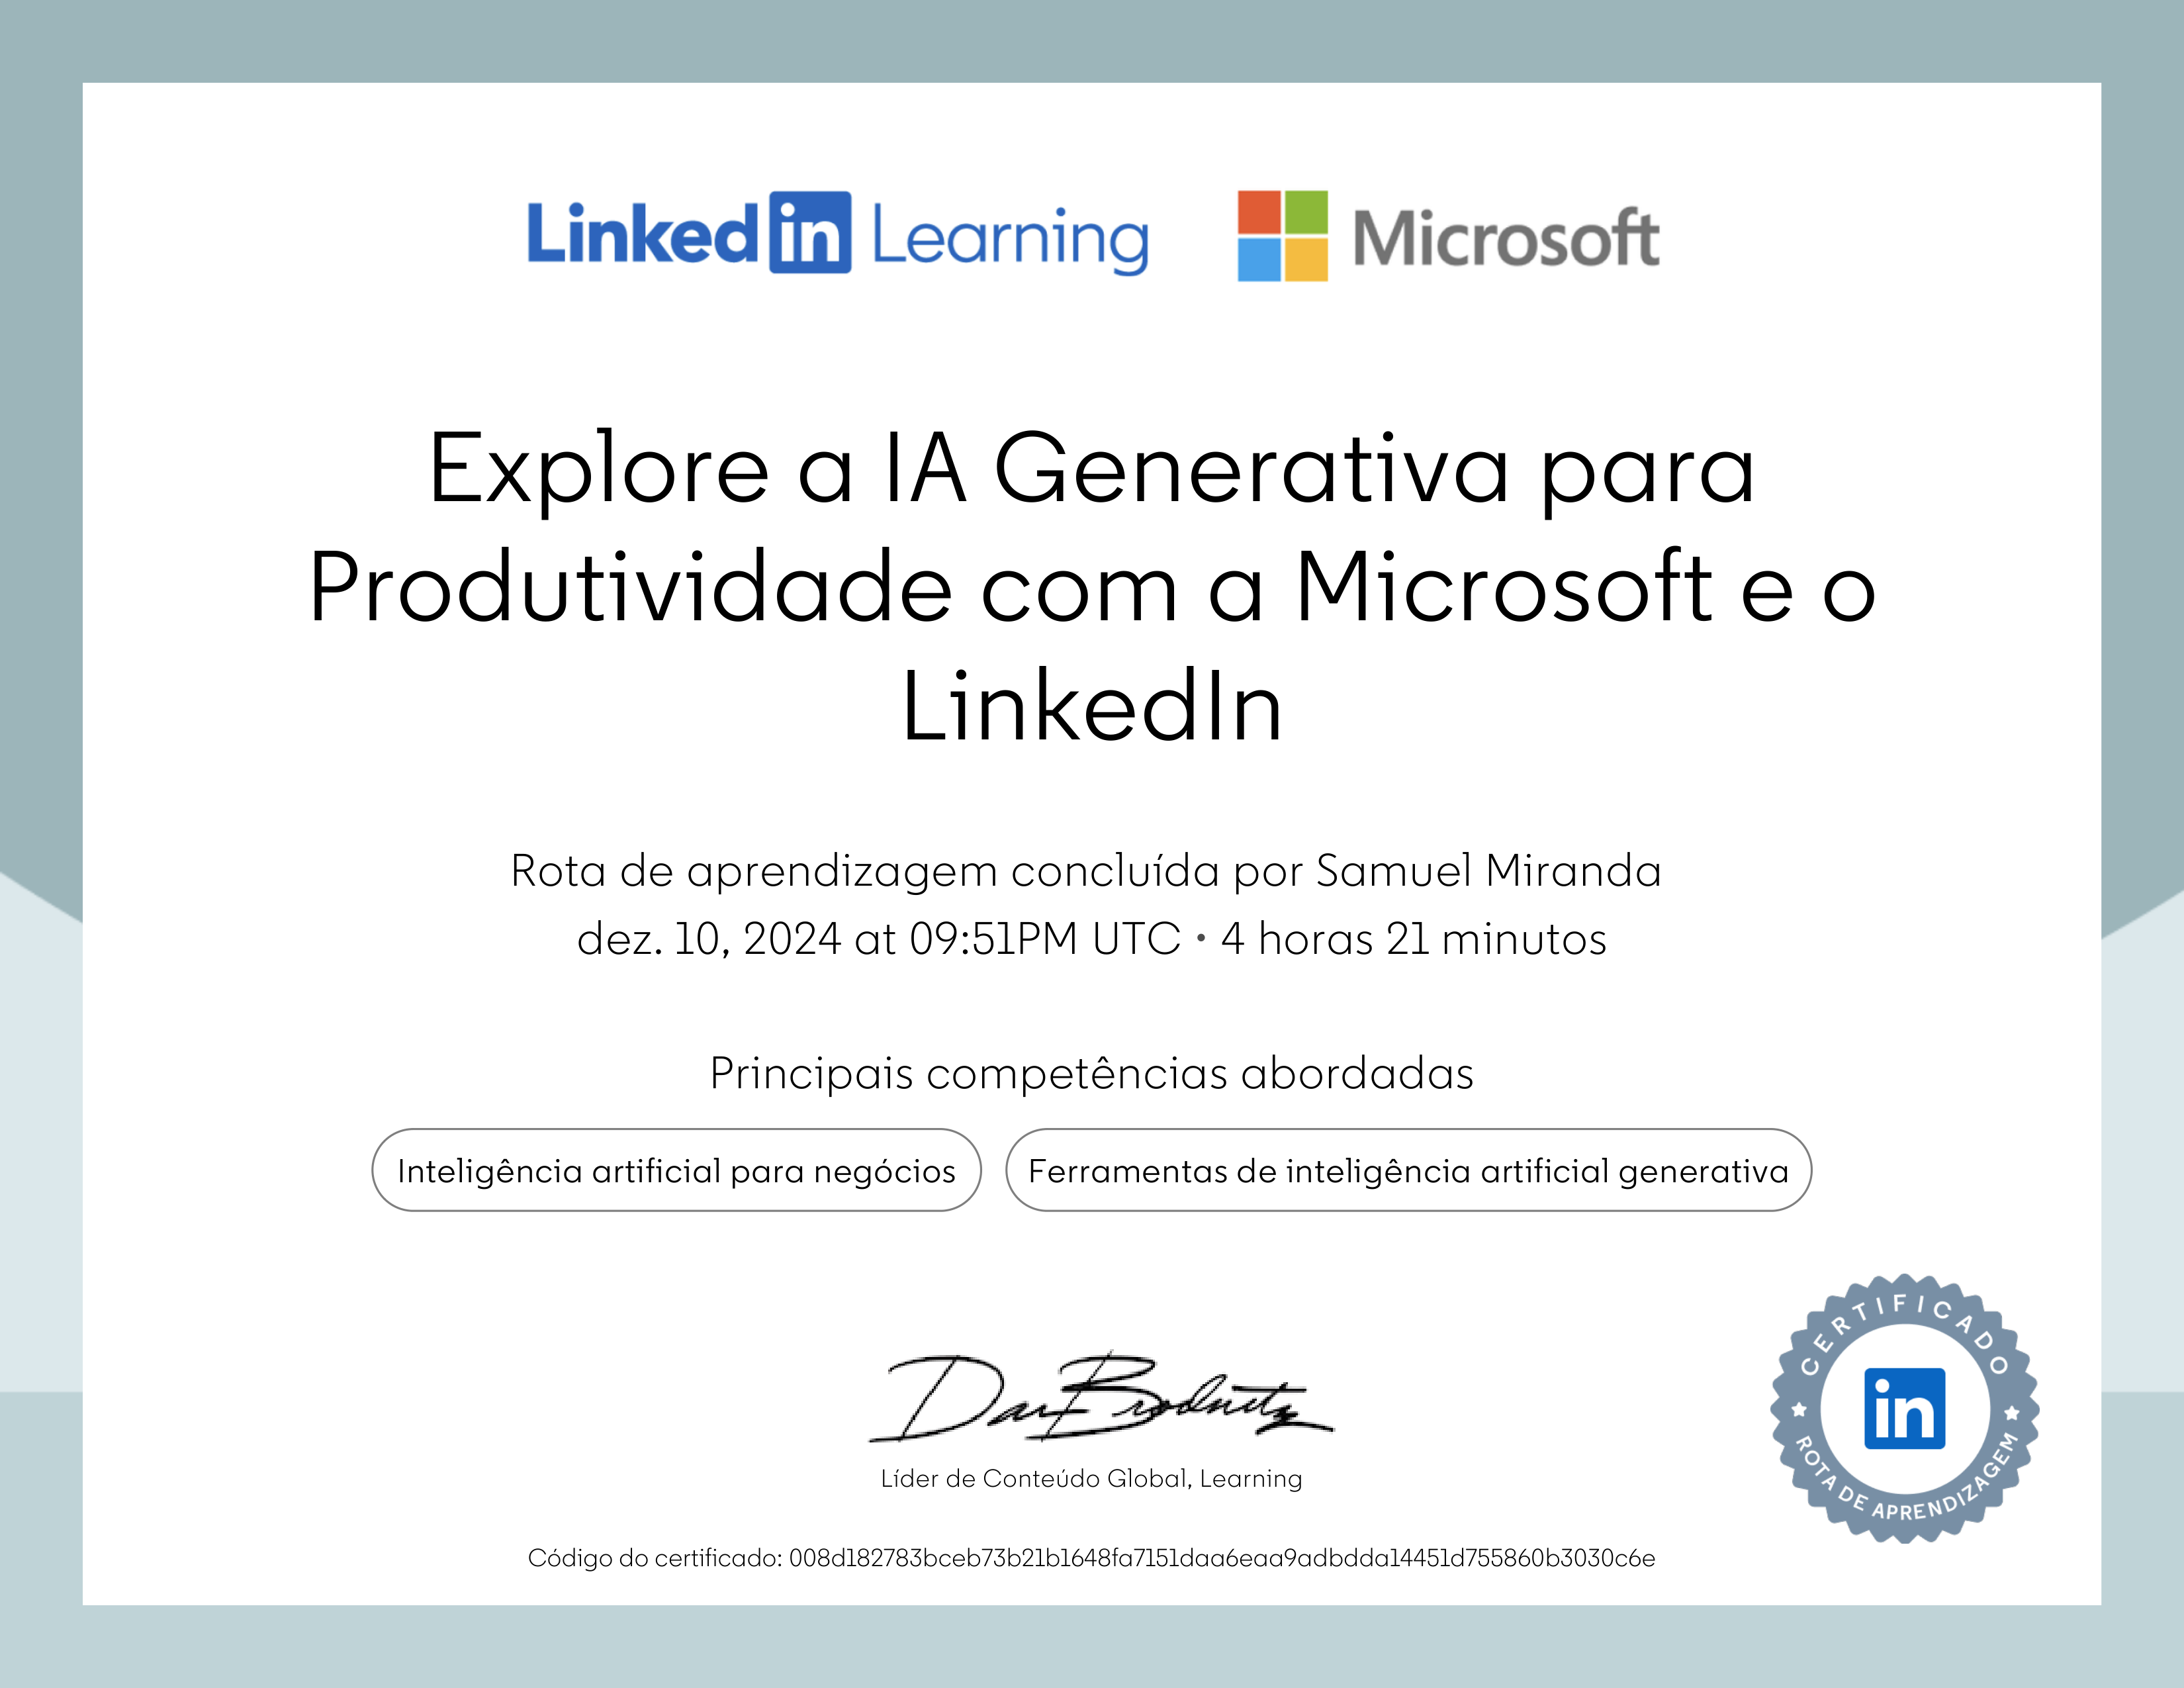 LinkedIn Learning Microsoft
Explore a IA Generativa para
Produtividade com a Microsoft e o
LinkedIn
Rota de aprendizagem concluída por Samuel Miranda
dez. 10, 2024 at 09:51PM UTC • 4 horas 21 minutos
Principais competências abordadas
Inteligência artificial para negócios Ferramentas de inteligência artificial generativa
CERTIFICADO
in
ROTA DE APRENDIZAGEM
Líder de Conteúdo Global, Learning
Código do certificado: 008d182783bceb73b21b1648fa7151daa6eaa9adbdda14451d755860b3030c6e